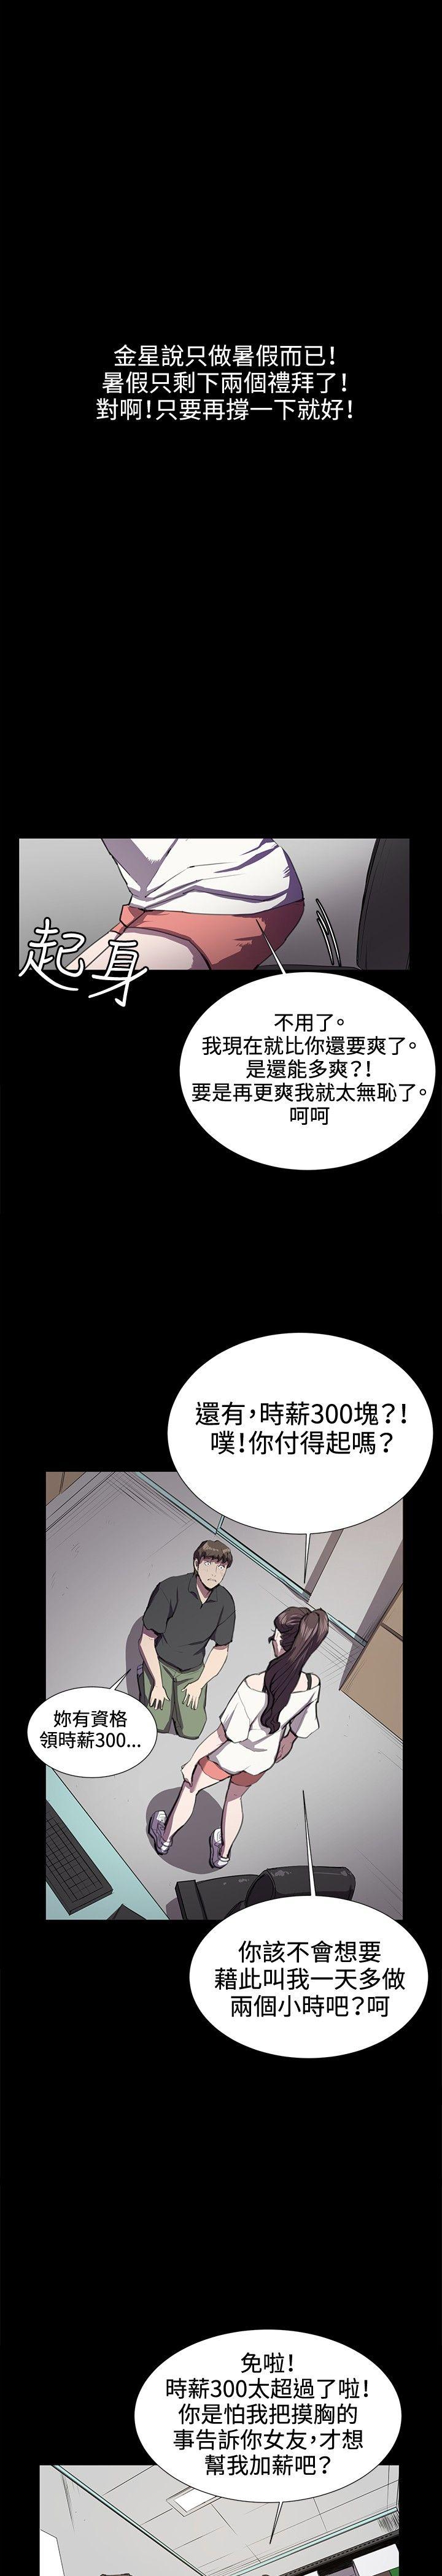 金星說只做暑假而已!
暑假只剩下兩個禮拜了!
對啊!只要再撐一下就好!
起身
不用了。
我現在就比你還要爽了。
是還能多爽?!
要是再更爽我就太無恥了。
呵呵
還有,時薪300塊?!
噗!你付得起嗎?
妳有資格
領時薪300...
你該不會想要
藉此叫我一天多做
兩個小時吧?呵
免啦!
時薪300太超過了啦!
你是怕我把摸胸的
事告訴你女友,才想
幫我加薪吧?